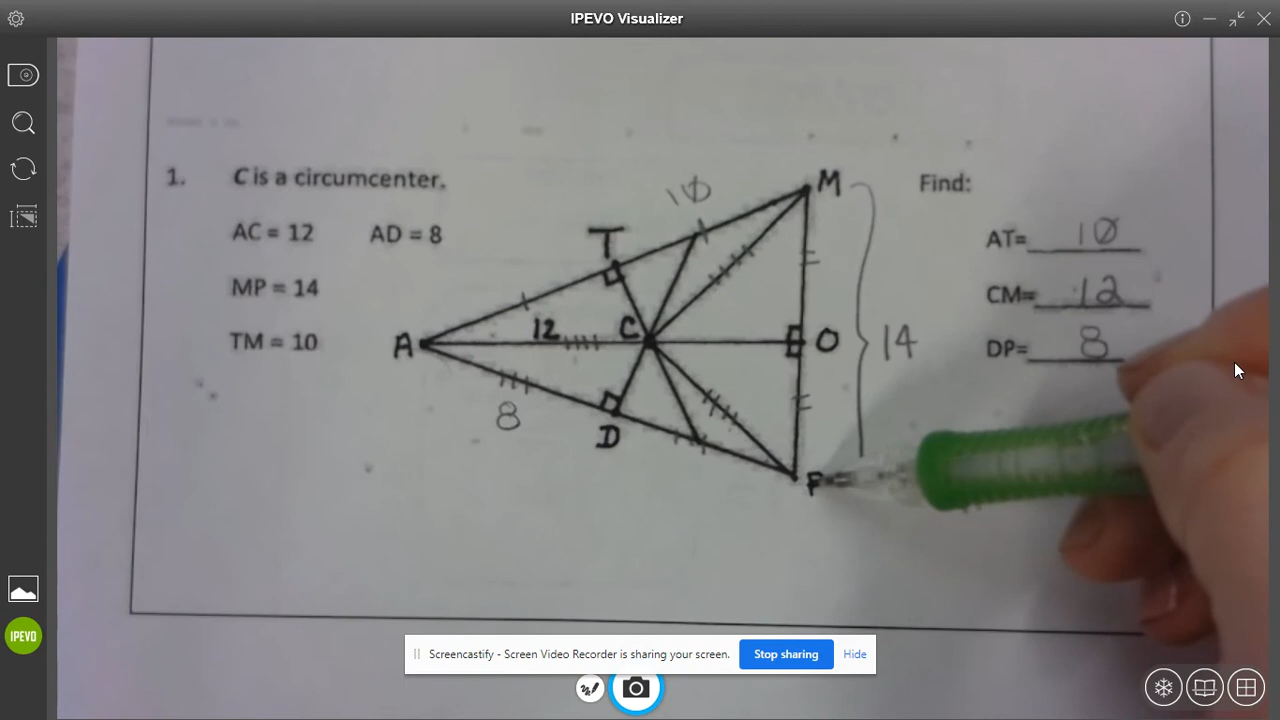 IPEVO Visualizer
1. C is a circumcenter.
AC = 12 AD = 8
MP = 14
TM = 10
Find:
AT= 10
CM= 12
DP= 8
M
10
T
12
C
A
O
14
8
D
P
IPEVO
Screencastify - Screen Video Recorder is sharing your screen.
Stop sharing
Hide